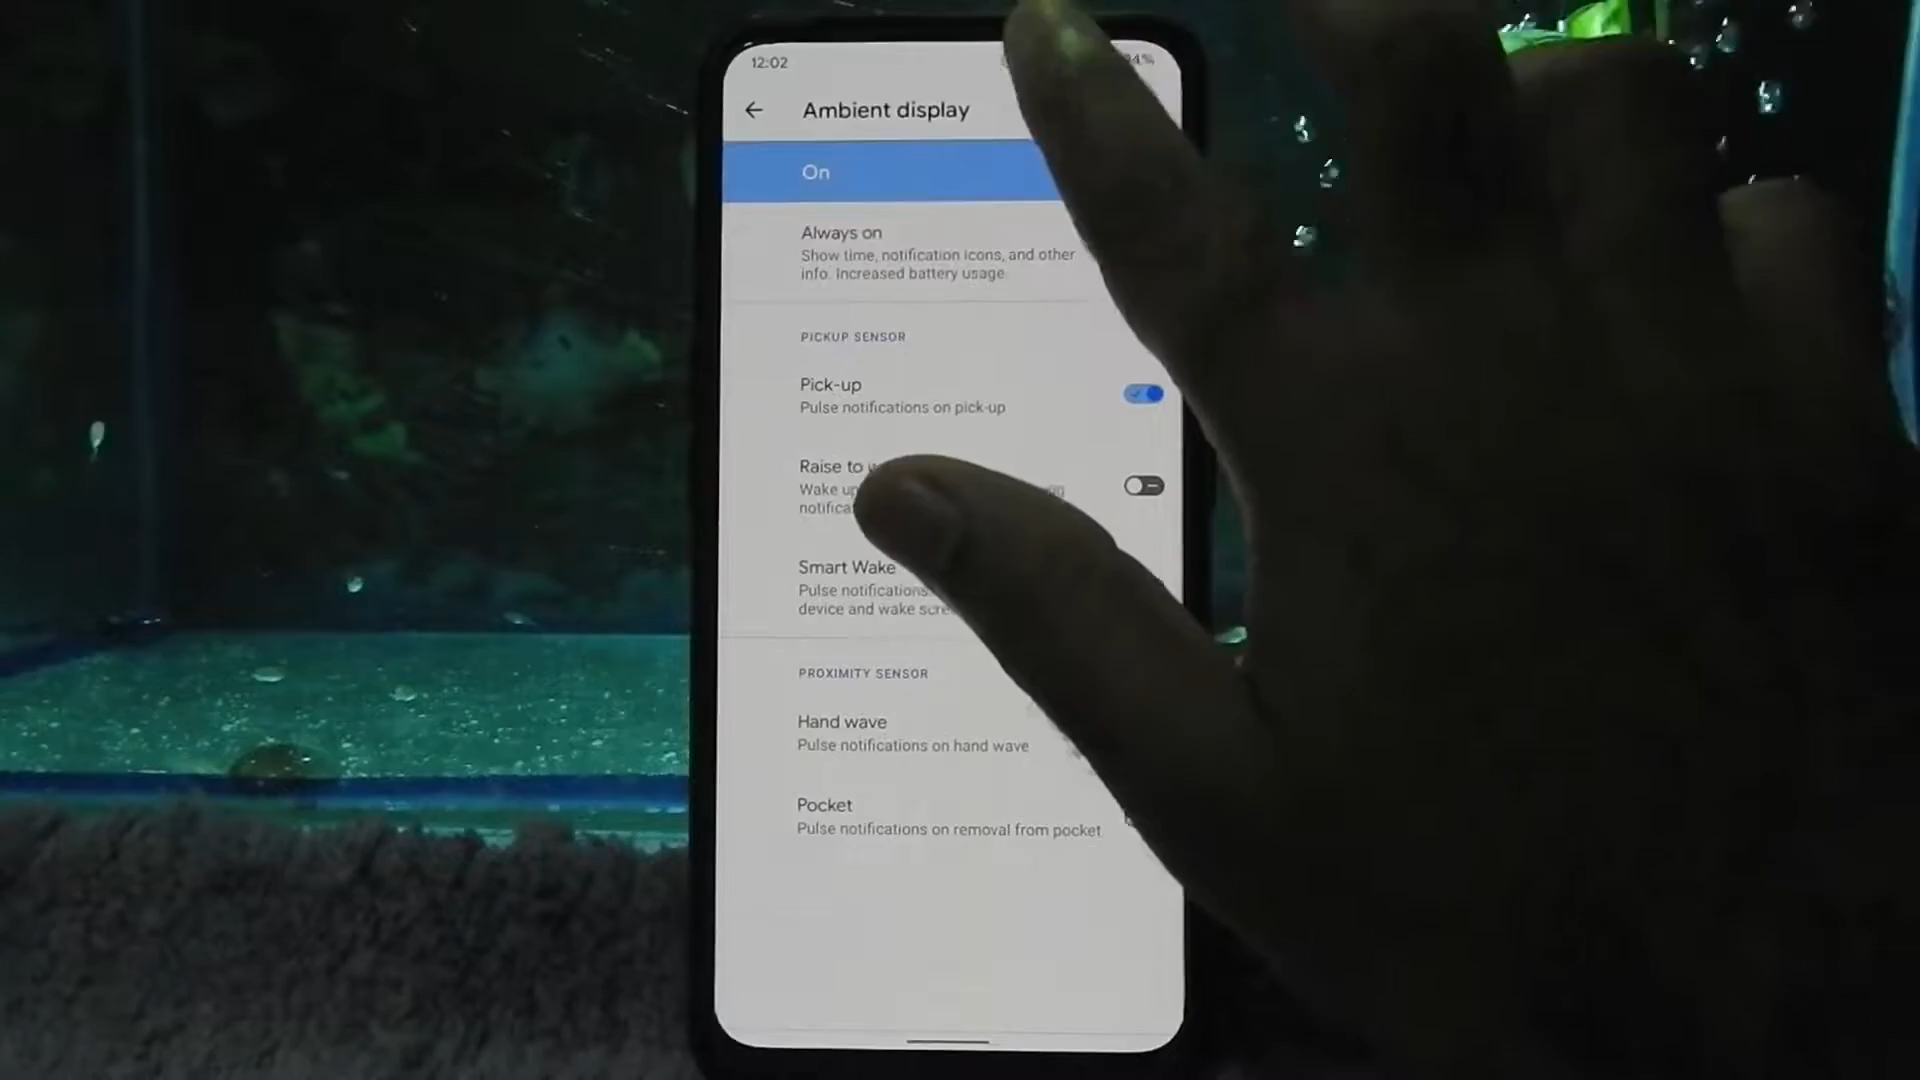 12:02
4%
Ambient display
On
Always on
Show time, notification icons, and other
info. Increased battery usage.
PICKUP SENSOR
Pick-up
Pulse notifications on pick-up
Raise to
Wake up
Smart Wake
Pulse notifications
device and wake
PROXIMITY SENSOR
Hand wave
Pulse notifications on hand wave
Pocket
Pulse notifications on removal from pocket